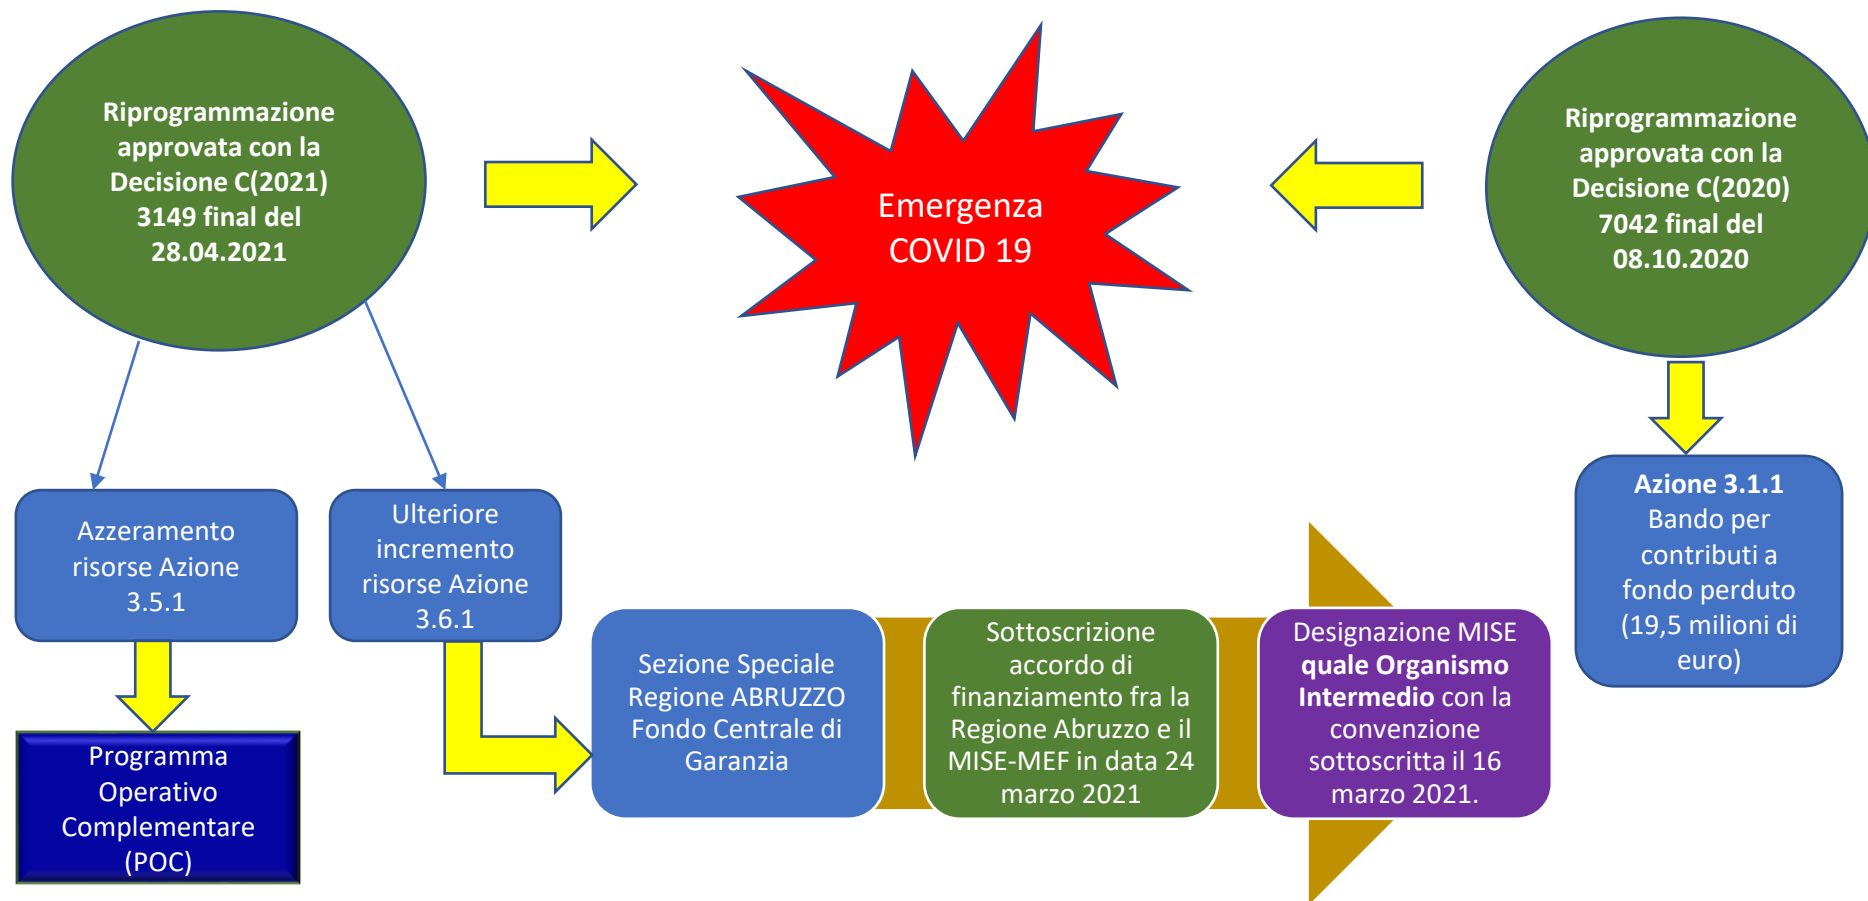 Riprogrammazione
approvata con la
Decisione C(2021)
3149 final del
28.04.2021
Emergenza
COVID 19
Riprogrammazione
approvata con la
Decisione C(2020)
7042 final del
08.10.2020
Azzeramento
risorse Azione
3.5.1
Ulteriore
incremento
risorse Azione
3.6.1
Azione 3.1.1
Bando per
contributi a
fondo perduto
(19,5 milioni di
euro)
Programma
Operativo
Complementare
(POC)
Sezione Speciale
Regione ABRUZZO
Fondo Centrale di
Garanzia
Sottoscrizione
accordo di
finanziamento fra la
Regione Abruzzo e il
MISE-MEF in data 24
marzo 2021
Designazione MISE
quale Organismo
Intermedio con la
convenzione
sottoscritta il 16
marzo 2021.